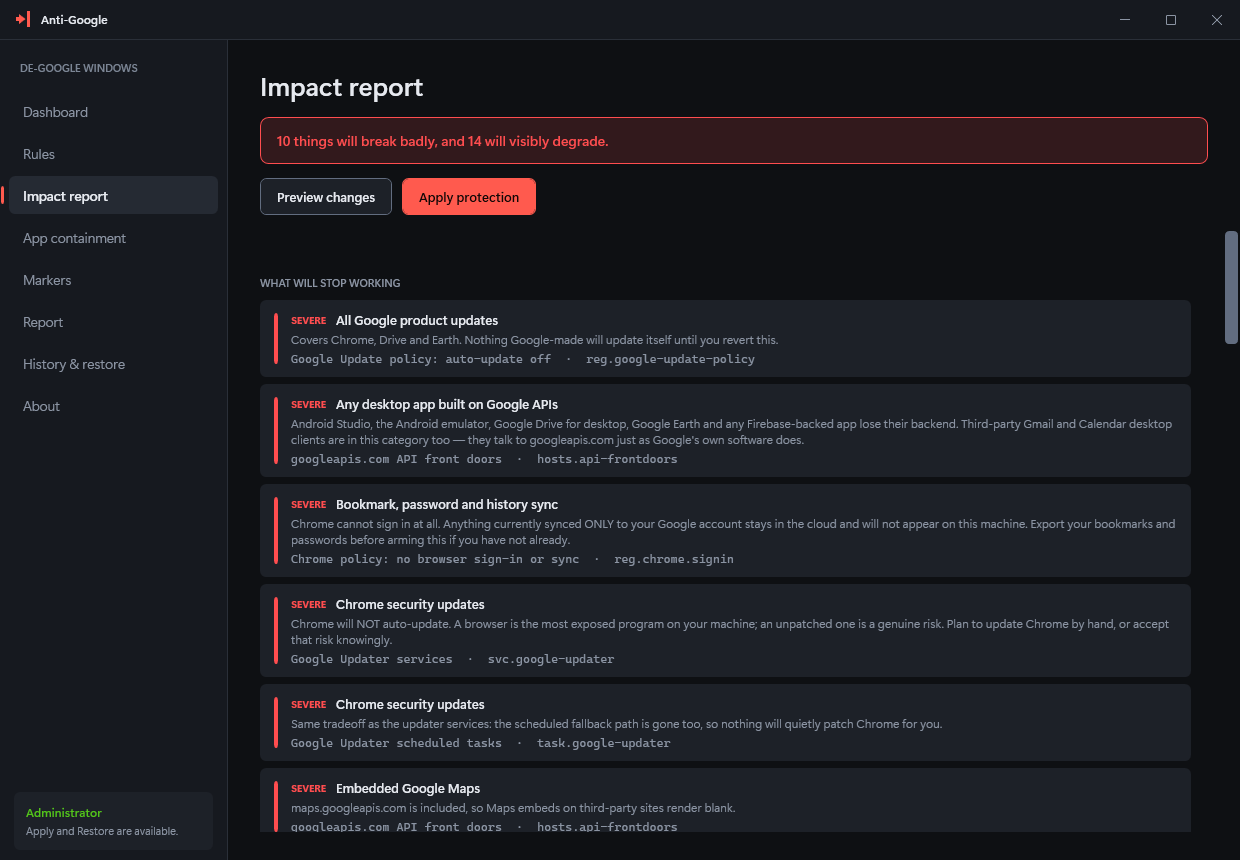 Anti-Google
DE-GOOGLE WINDOWS
Dashboard
Rules
Impact report
App containment
Markers
Report
History & restore
About
Administrator
Apply and Restore are available.
Impact report
10 things will break badly, and 14 will visibly degrade.
Preview changes
Apply protection
WHAT WILL STOP WORKING
SEVERE All Google product updates
Covers Chrome, Drive and Earth. Nothing Google-made will update itself until you revert this.
Google Update policy: auto-update off · reg.google-update-policy
SEVERE Any desktop app built on Google APIs
Android Studio, the Android emulator, Google Drive for desktop, Google Earth and any Firebase-backed app lose their backend. Third-party Gmail and Calendar desktop
clients are in this category too — they talk to googleapis.com just as Google's own software does.
googleapis.com API front doors · hosts.api-frontdoors
SEVERE Bookmark, password and history sync
Chrome cannot sign in at all. Anything currently synced ONLY to your Google account stays in the cloud and will not appear on this machine. Export your bookmarks and
passwords before arming this if you have not already.
Chrome policy: no browser sign-in or sync · reg.chrome.signin
SEVERE Chrome security updates
Chrome will NOT auto-update. A browser is the most exposed program on your machine; an unpatched one is a genuine risk. Plan to update Chrome by hand, or accept
that risk knowingly.
Google Updater services · svc.google-updater
SEVERE Chrome security updates
Same tradeoff as the updater services: the scheduled fallback path is gone too, so nothing will quietly patch Chrome for you.
Google Updater scheduled tasks · task.google-updater
SEVERE Embedded Google Maps
maps.googleapis.com is included, so Maps embeds on third-party sites render blank.
googleapis.com API front doors · hosts.api-frontdoors